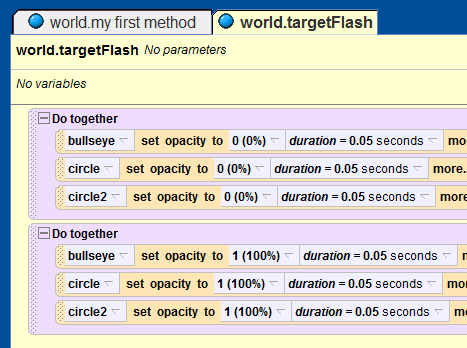 world.my first method world.targetFlash
world.targetFlash No parameters
No variables
Do together
bullseye set opacity to 0 (0%) duration = 0.05 seconds mo
circle set opacity to 0 (0%) duration = 0.05 seconds more..
circle2 set opacity to 0 (0%) duration = 0.05 seconds mo
Do together
bullseye set opacity to 1 (100%) duration = 0.05 seconds m
circle set opacity to 1 (100%) duration = 0.05 seconds mo
circle2 set opacity to 1 (100%) duration = 0.05 seconds m